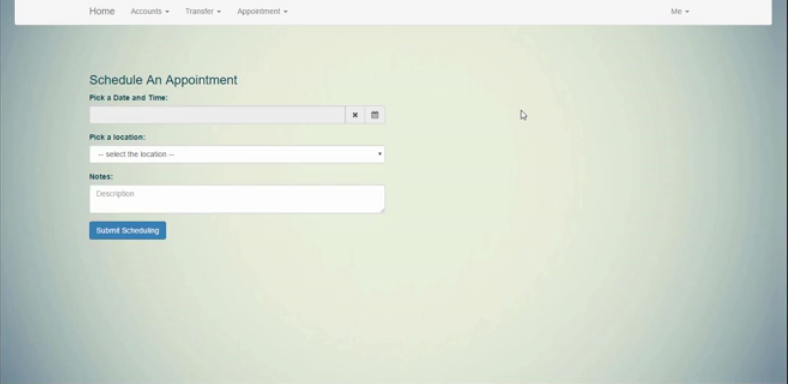 Home Accounts Transfer Appointment Me
Schedule An Appointment
Pick a Date and Time:
Pick a location:
-- select the location --
Notes:
Description
Submit Scheduling